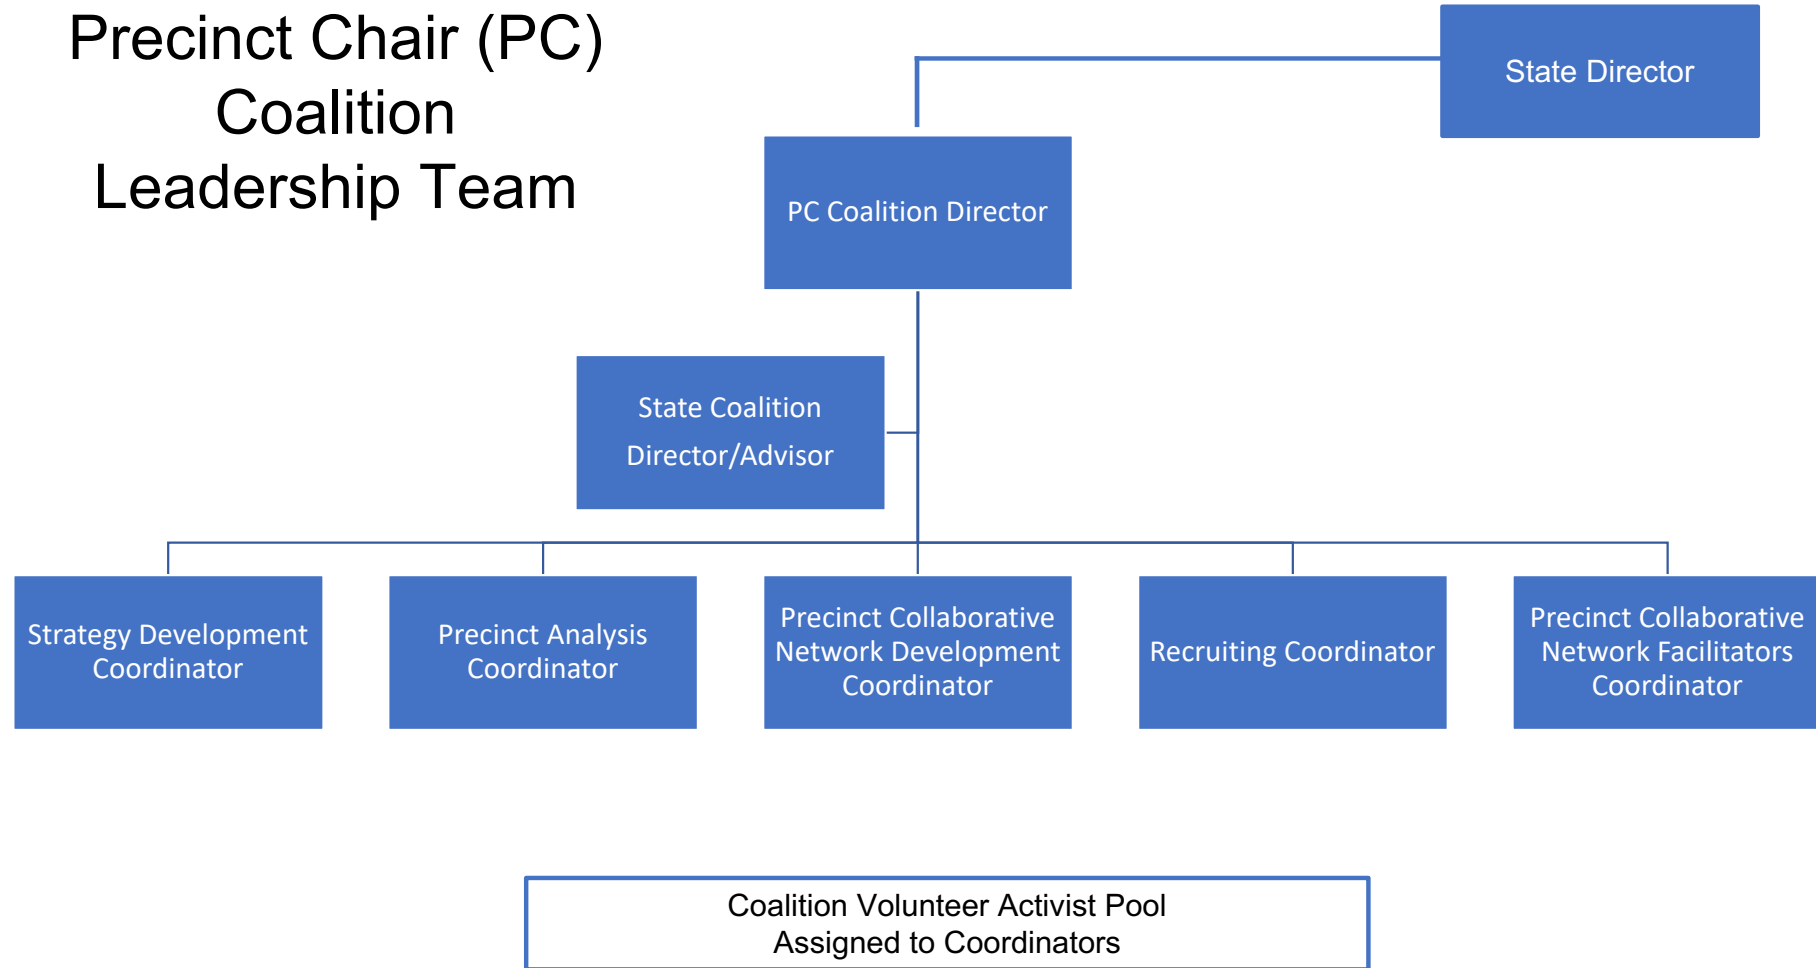 Precinct Chair (PC)
Coalition
Leadership Team
State Director
PC Coalition Director
State Coalition
Director/Advisor
Strategy Development
Coordinator
Precinct Analysis
Coordinator
Precinct Collaborative
Network Development
Coordinator
Recruiting Coordinator
Precinct Collaborative
Network Facilitators
Coordinator
Coalition Volunteer Activist Pool
Assigned to Coordinators